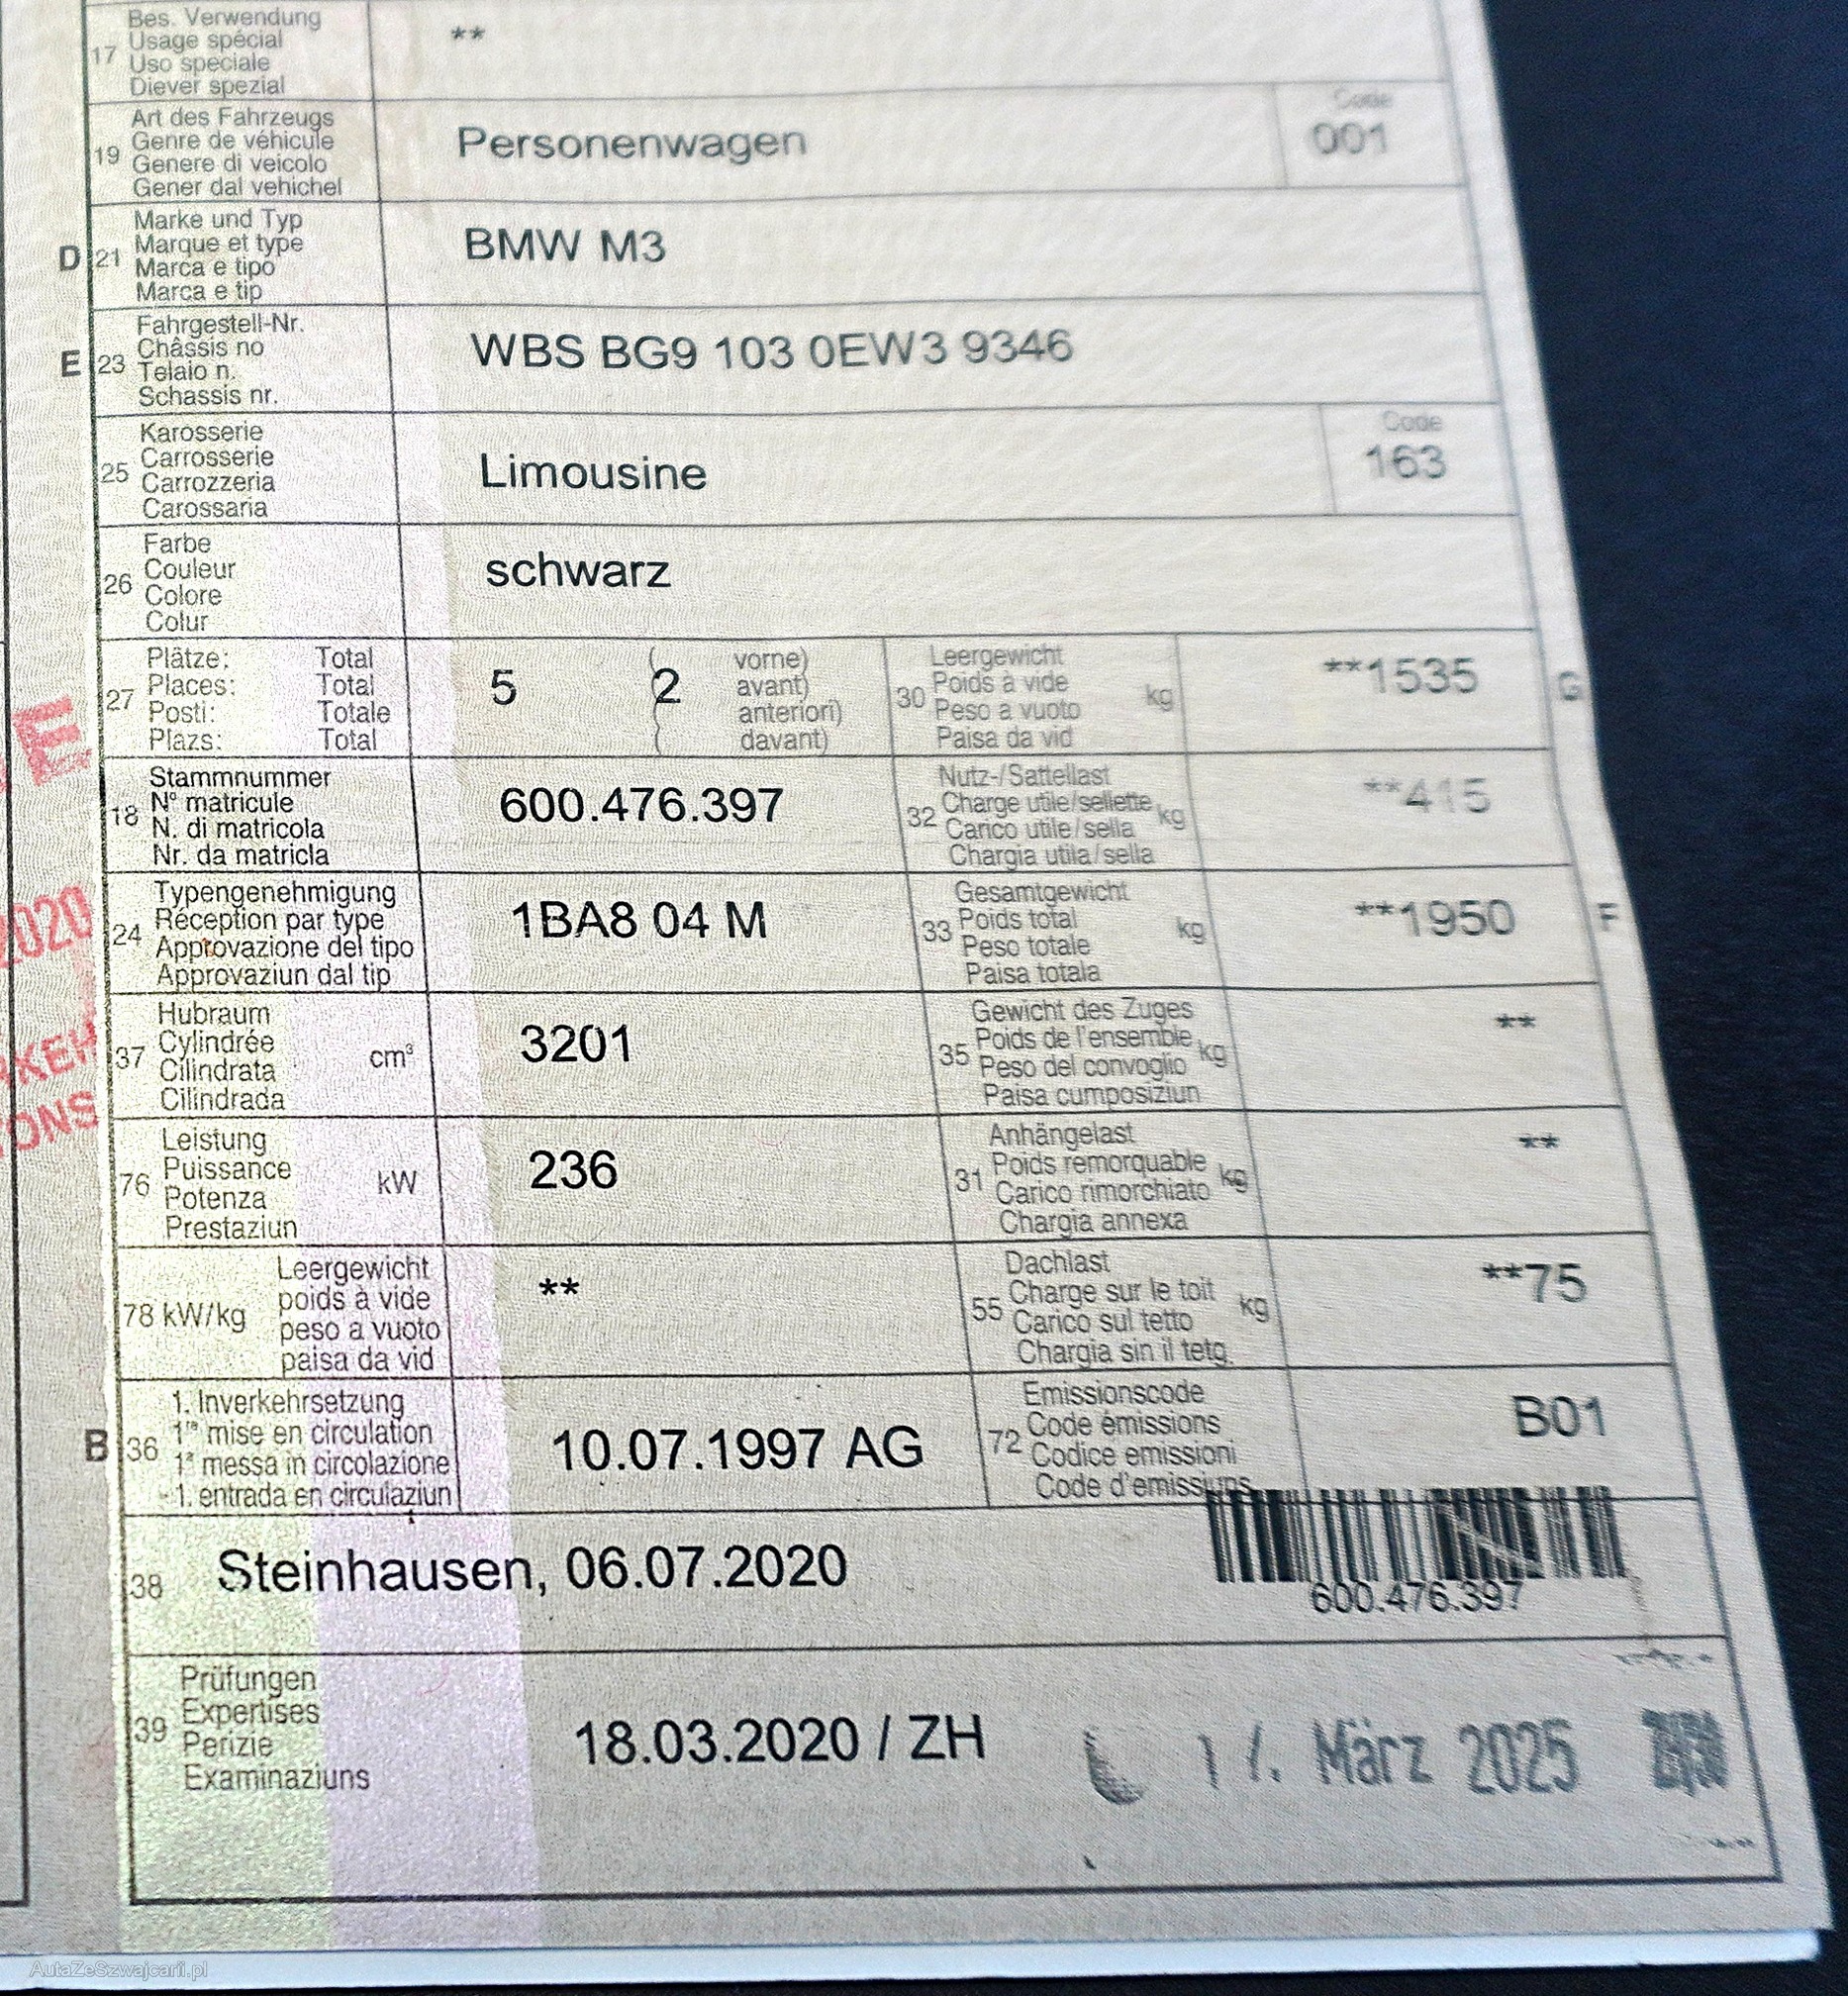 17 Bes. Verwendung
Usage spécial
Uso speciale
Diever spezial
**
19 Art des Fahrzeugs
Genre de véhicule
Genere di veicolo
Gener dal vehichel
Personenwagen
Code
001
D 21 Marke und Typ
Marque et type
Marca e tipo
Marca e tip
BMW M3
E 23 Fahrgestell-Nr.
Châssis no
Telaio n.
Schassis nr.
WBS BG9 103 0EW3 9346
25 Karosserie
Carrosserie
Carrozzeria
Carossaria
Limousine
Code
163
26 Farbe
Couleur
Colore
Colur
schwarz
27 Plätze: Total
Places: Total
Posti: Totale
Plazs: Total
5 (2 vorne)
avant)
anteriori)
davant)
30 Leergewicht
Poids à vide
Peso a vuoto
Paisa da vid
kg
**1535 G
18 Stammnummer
N° matricule
N. di matricola
Nr. da matricla
600.476.397
32 Nutz-/Sattellast
Charge utile/sellette
Carico utile/sella
Chargia utila/sella
kg
**415
24 Typengenehmigung
Réception par type
Approvazione del tipo
Approvaziun dal tip
1BA8 04 M
33 Gesamtgewicht
Poids total
Peso totale
Paisa totala
kg
**1950 F
37 Hubraum
Cylindrée
Cilindrata
Cilindrada
cm³
3201
35 Gewicht des Zuges
Poids de l'ensemble
Peso del convoglio
Paisa cumposiziun
kg
**
76 Leistung
Puissance
Potenza
Prestaziun
kW
236
31 Anhängelast
Poids remorquable
Carico rimorchiato
Chargia annexa
kg
**
78 kW/kg
Leergewicht
poids à vide
peso a vuoto
paisa da vid
**
55 Dachlast
Charge sur le toit
Carico sul tetto
Chargia sin il tetg.
kg
**75
B 36 1. Inverkehrsetzung
1re mise en circulation
1a messa in circolazione
1. entrada en circulaziun
10.07.1997 AG
72 Emissionscode
Code émissions
Codice emissioni
Code d'emissiuns
B01
38 Steinhausen, 06.07.2020
600.476.397
39 Prüfungen
Expertises
Perizie
Examinaziuns
18.03.2020 / ZH
März 2025
E
2020
RKEH
ONS
AutaZeSzwajcarii.pl